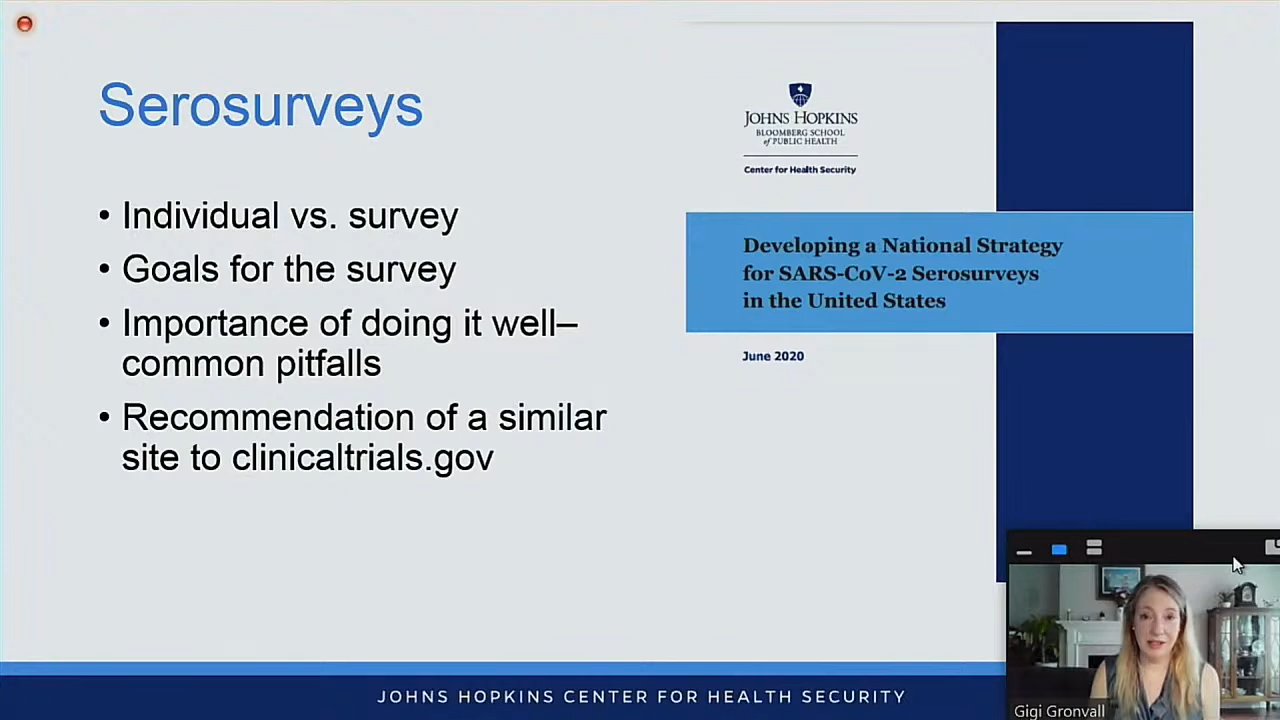 Serosurveys
• Individual vs. survey
• Goals for the survey
• Importance of doing it well–
common pitfalls
• Recommendation of a similar
site to clinicaltrials.gov
JOHNS HOPKINS
BLOOMBERG SCHOOL
of PUBLIC HEALTH
Center for Health Security
Developing a National Strategy
for SARS-CoV-2 Serosurveys
in the United States
June 2020
JOHNS HOPKINS CENTER FOR HEALTH SECURITY
Gigi Gronvall